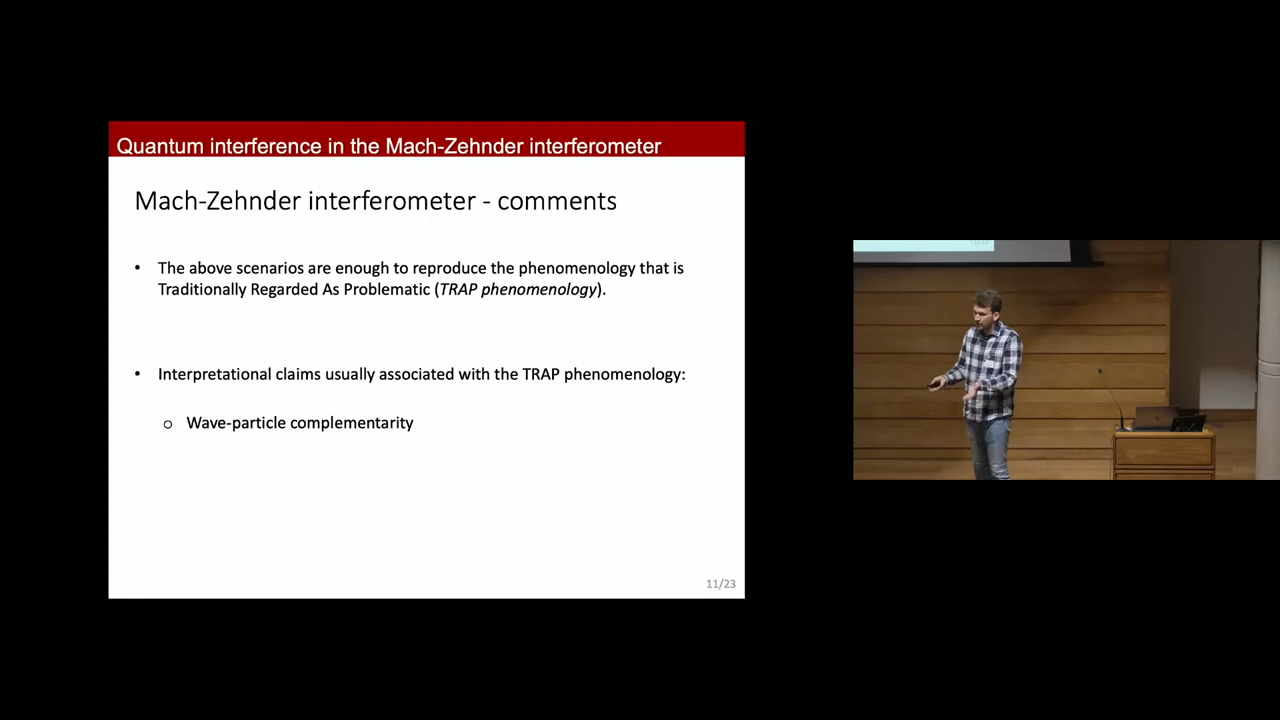 Quantum interference in the Mach-Zehnder interferometer
Mach-Zehnder interferometer - comments
• The above scenarios are enough to reproduce the phenomenology that is
Traditionally Regarded As Problematic (TRAP phenomenology).
• Interpretational claims usually associated with the TRAP phenomenology:
o Wave-particle complementarity
11/23